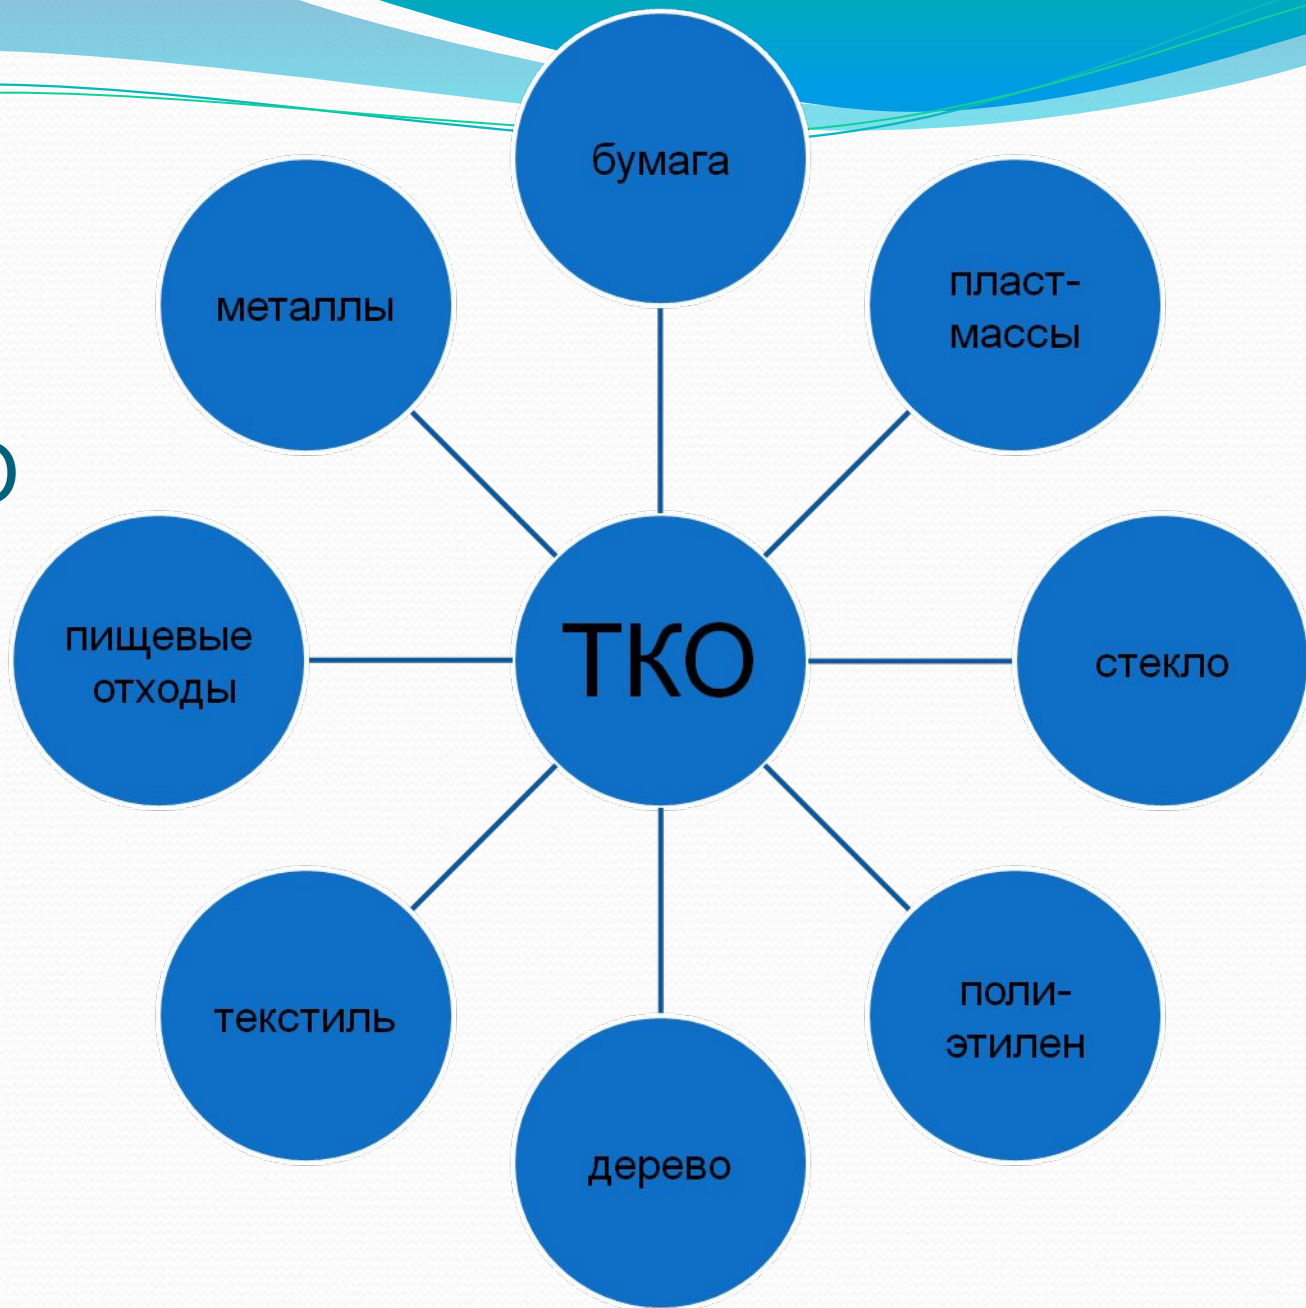 бумага
пласт-
массы
стекло
поли-
этилен
дерево
текстиль
пищевые
отходы
металлы
ТКО